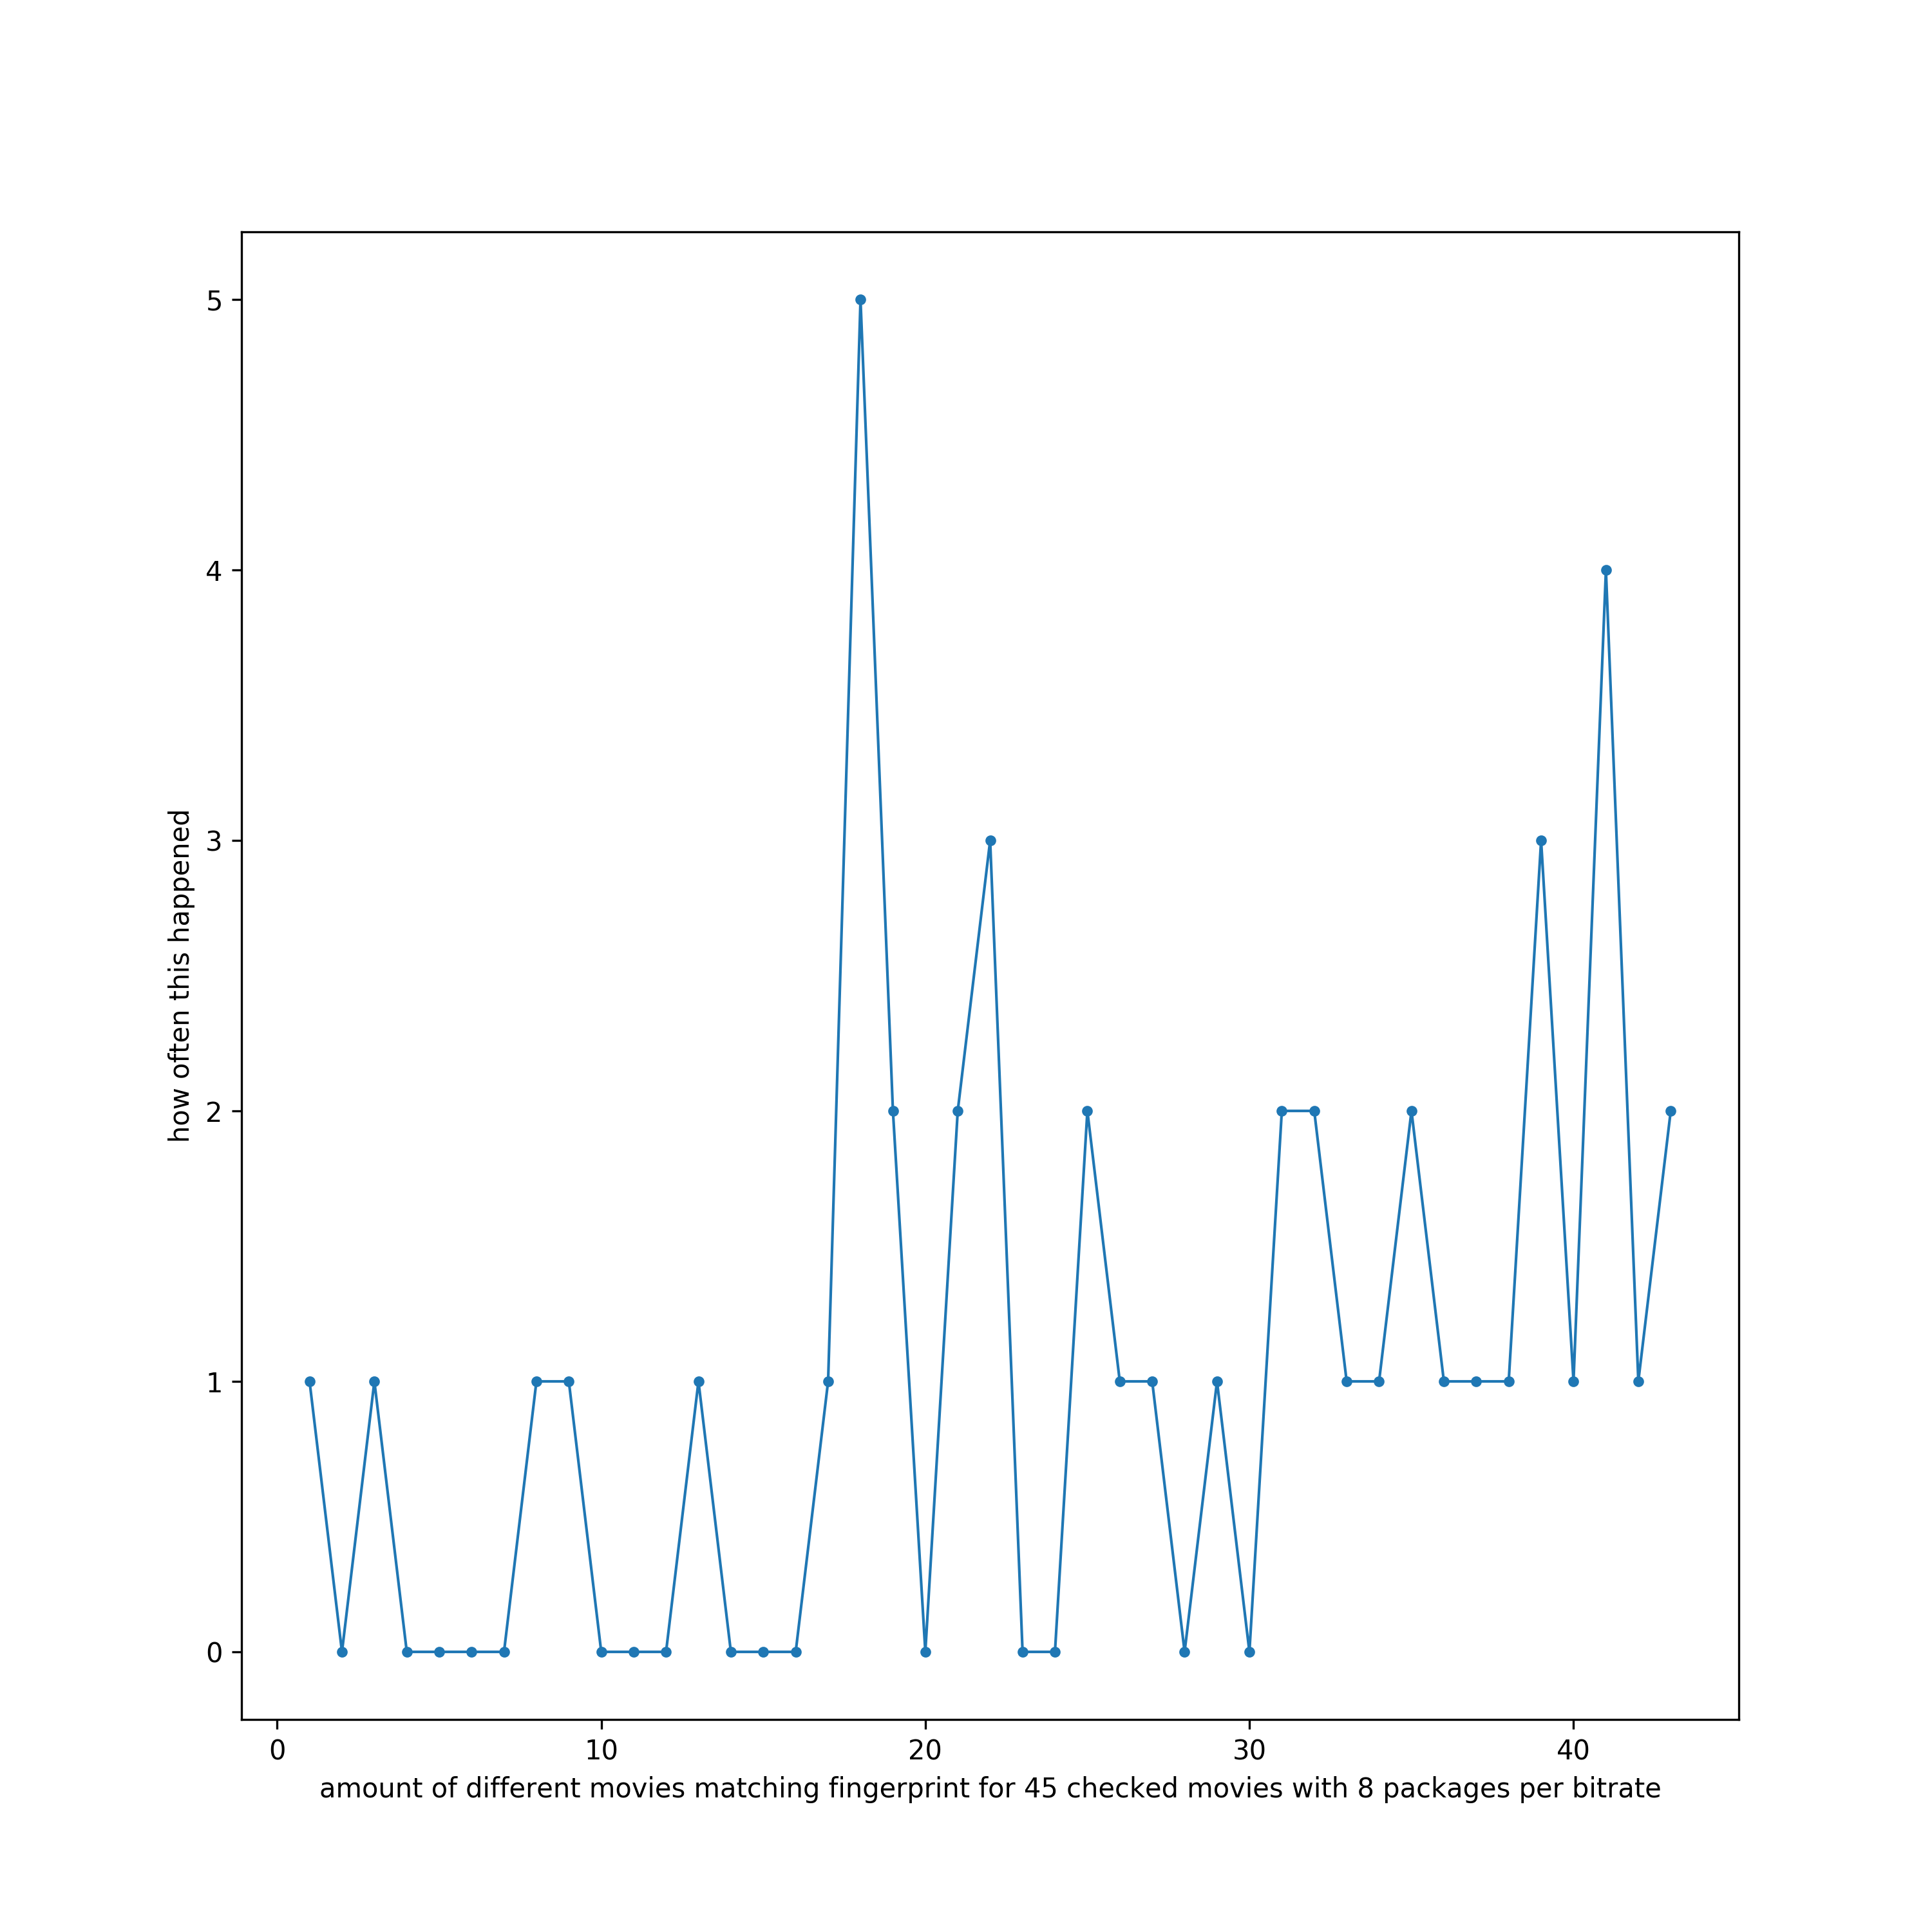 5
4
3
2
1
0
how often this happened
0 10 20 30 40
amount of different movies matching fingerprint for 45 checked movies with 8 packages per bitrate